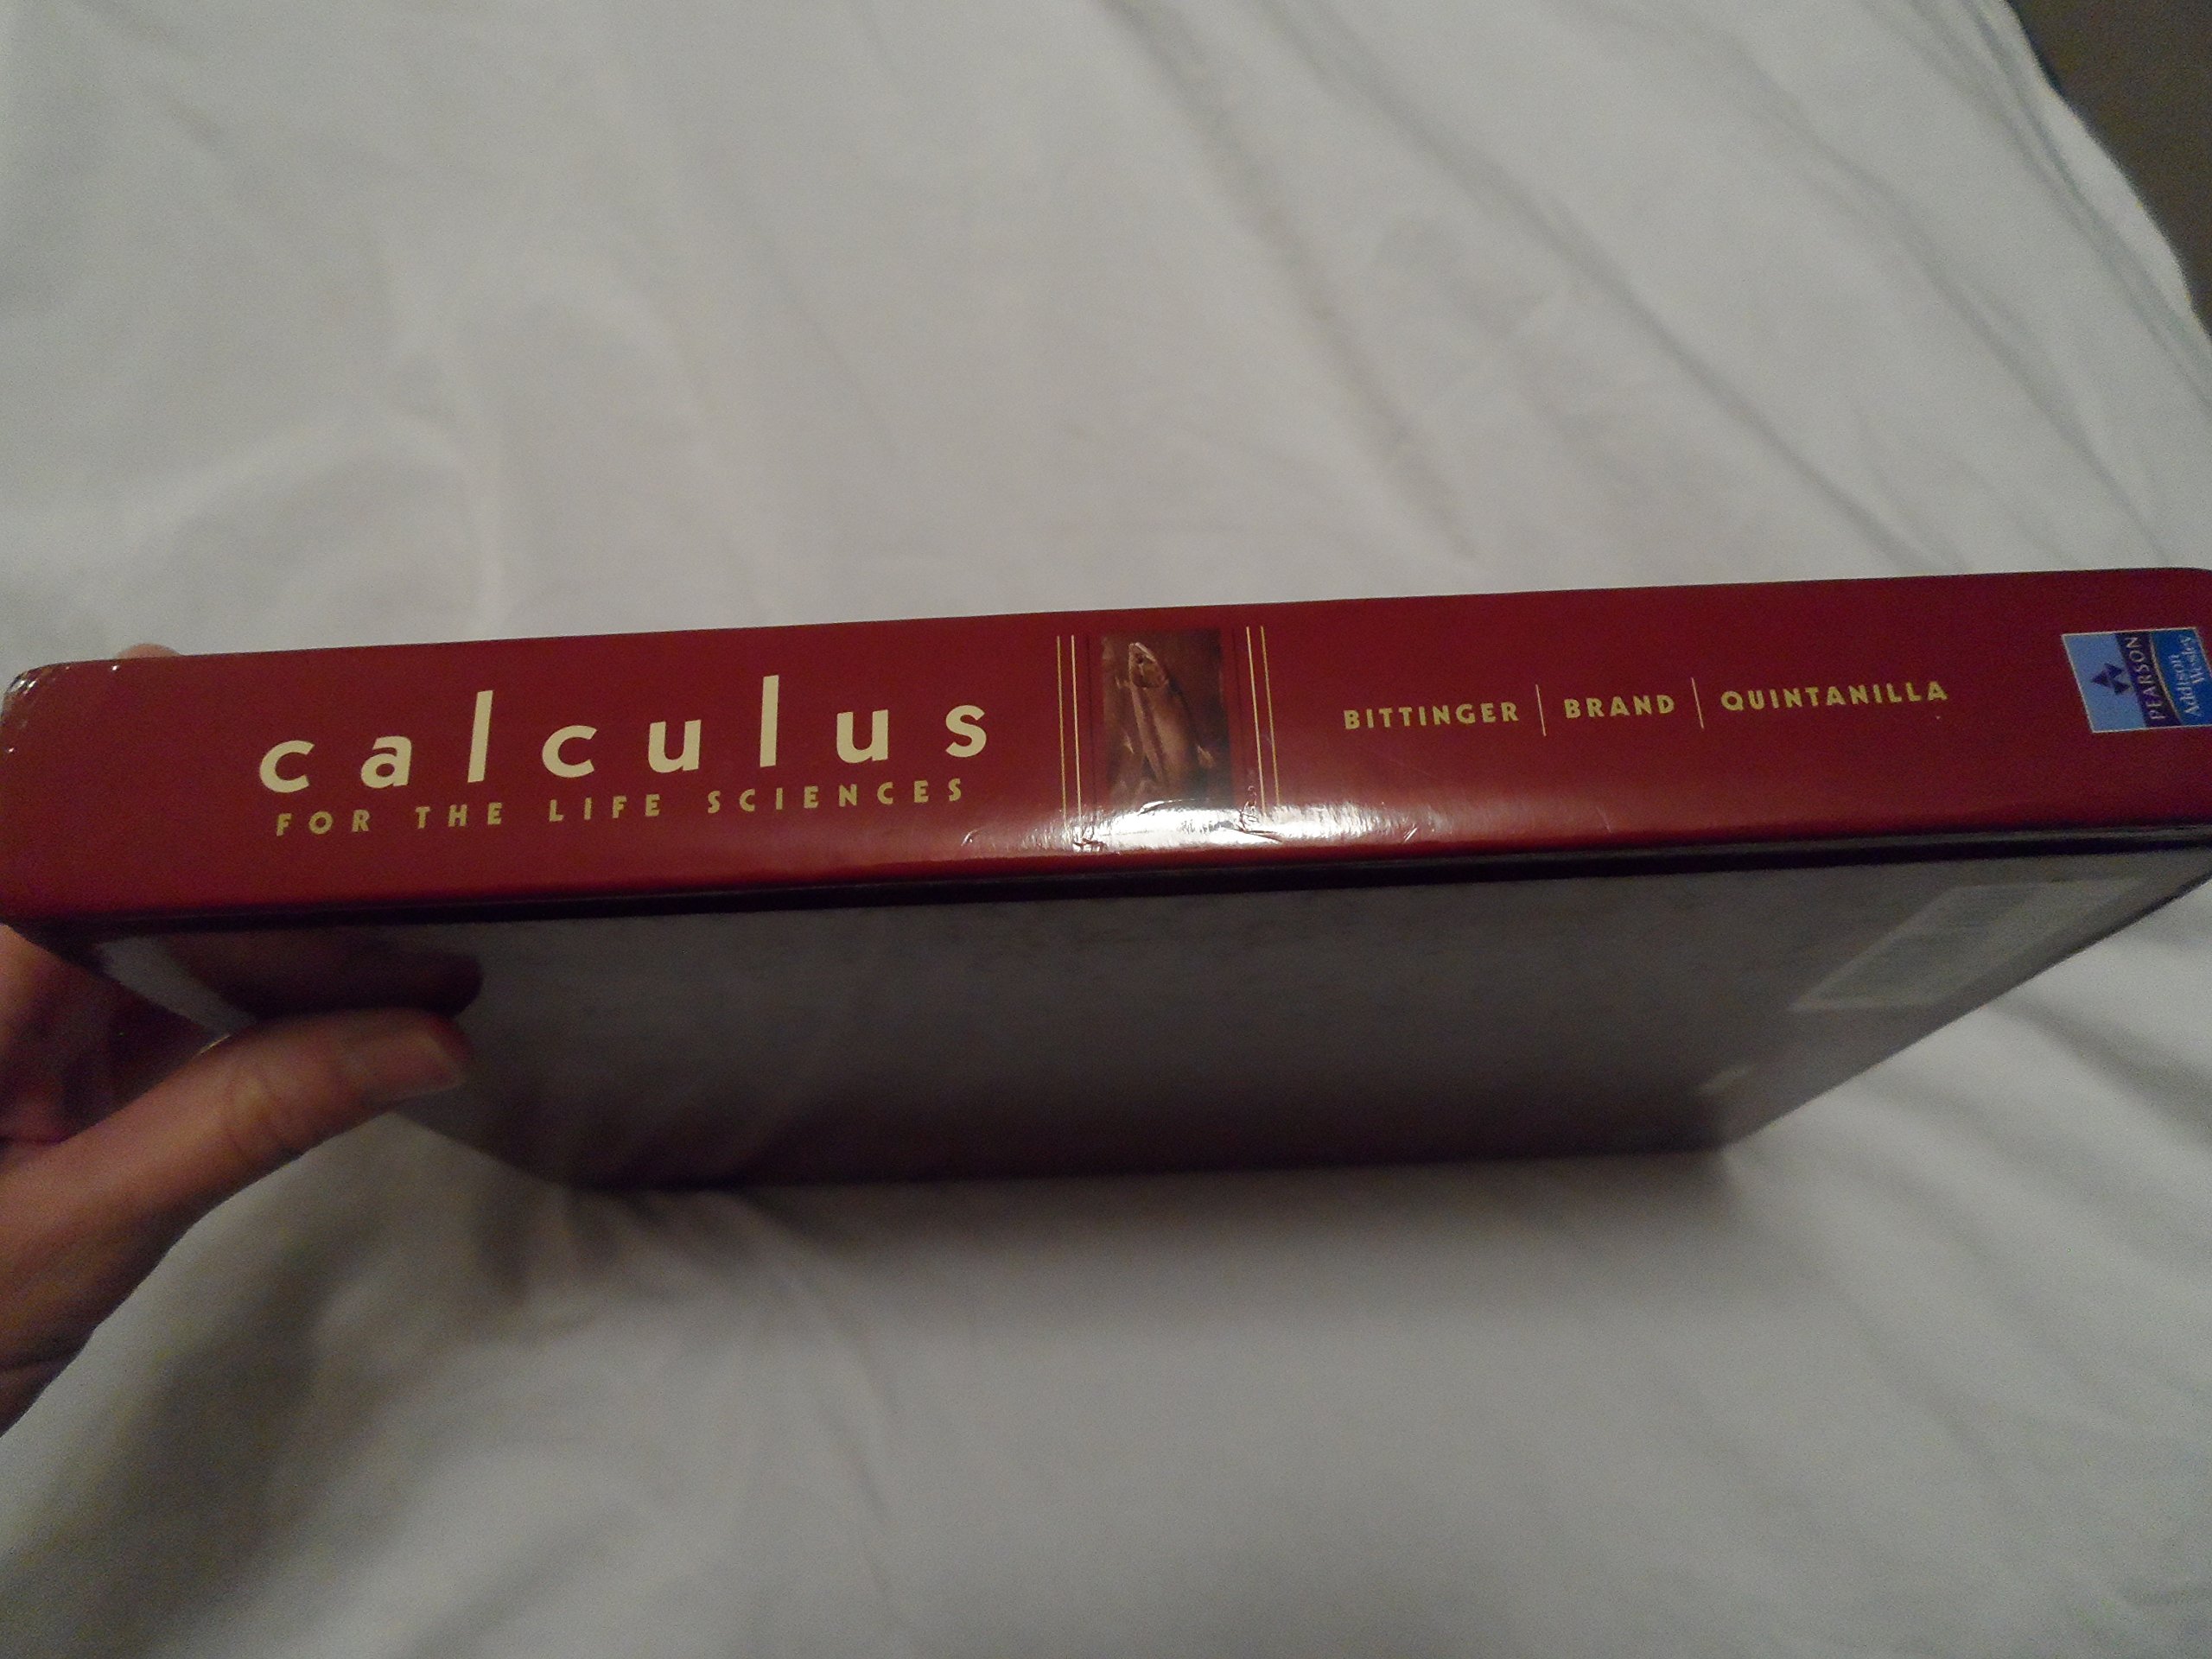 calculus
FOR THE LIFE SCIENCES
BITTINGER | BRAND | QUINTANILLA
PEARSON
Addison
Wesley